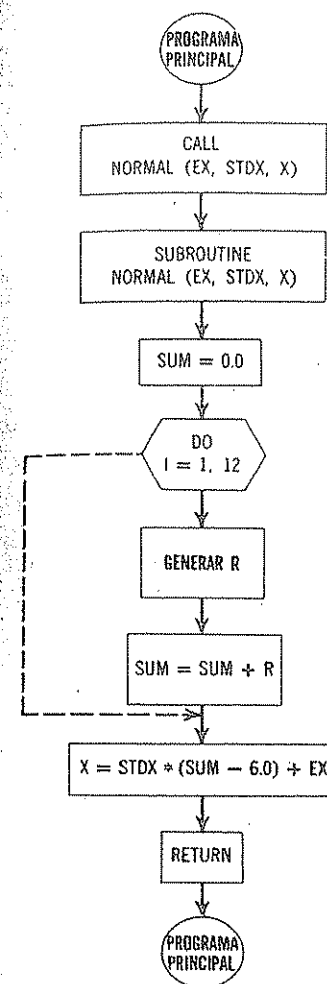 PROGRAMA
PRINCIPAL
CALL
NORMAL (EX, STDX, X)
SUBROUTINE
NORMAL (EX, STDX, X)
SUM = 0.0
DO
I = 1, 12
GENERAR R
SUM = SUM + R
X = STDX * (SUM − 6.0) + EX
RETURN
PROGRAMA
PRINCIPAL